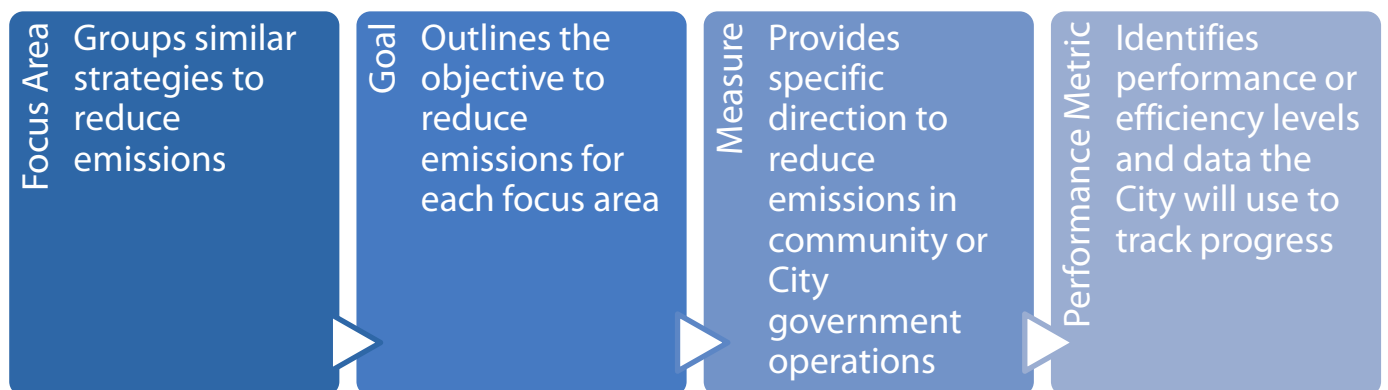 Focus Area
Groups similar
strategies to
reduce
emissions
Goal
Outlines the
objective to
reduce
emissions for
each focus area
Measure
Provides
specific
direction to
reduce
emissions in
community or
City
government
operations
Performance Metric
Identifies
performance or
efficiency levels
and data the
City will use to
track progress